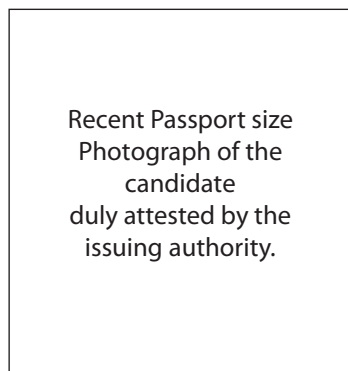 Recent Passport size
Photograph of the
candidate
duly attested by the
issuing authority.